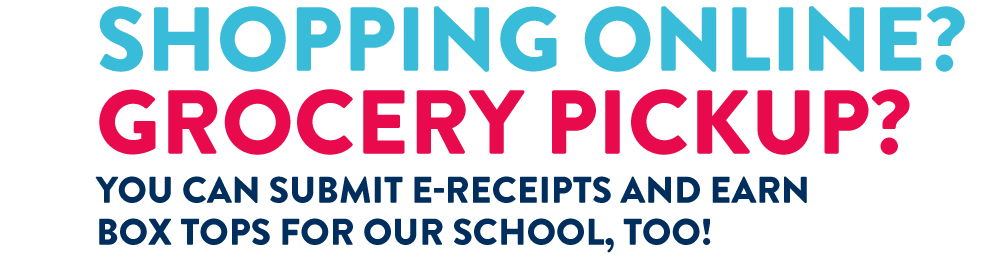 SHOPPING ONLINE?
GROCERY PICKUP?
YOU CAN SUBMIT E-RECEIPTS AND EARN
BOX TOPS FOR OUR SCHOOL, TOO!